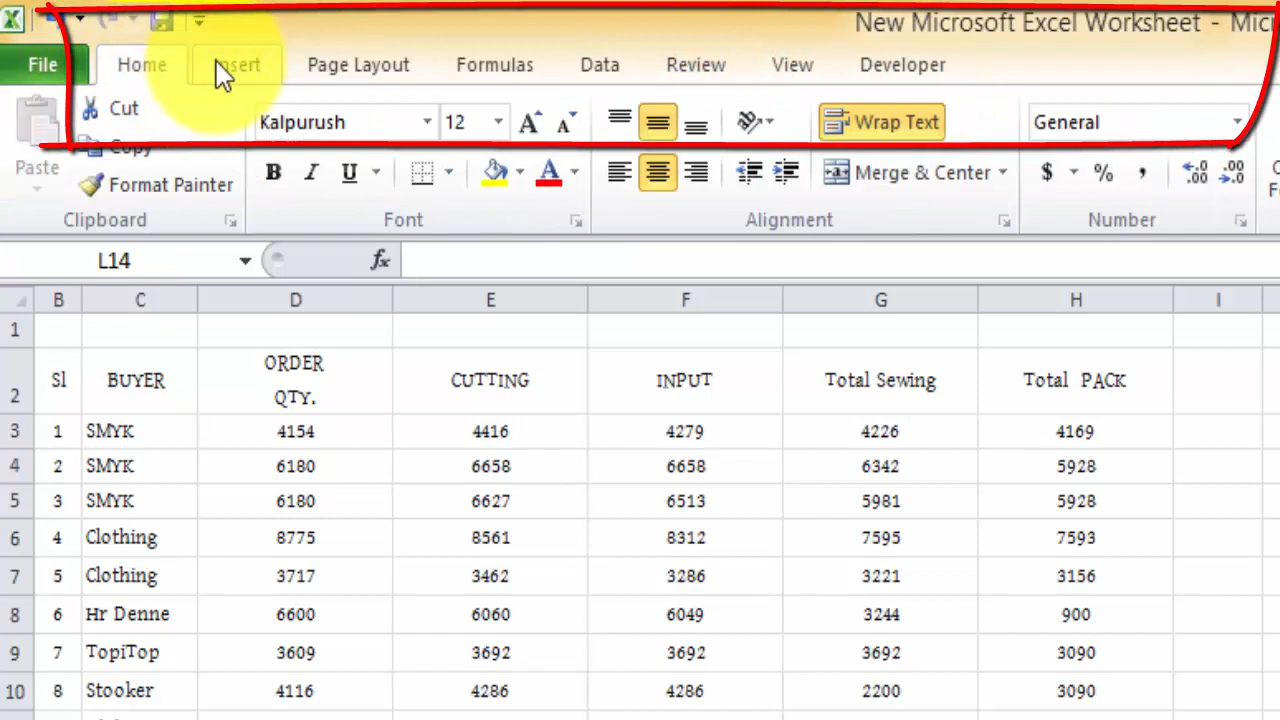 New Microsoft Excel Worksheet - Mic
File Home Insert Page Layout Formulas Data Review View Developer
Cut
Kalpurush 12 A A Wrap Text General
Copy
Paste B I U A Merge & Center $ % , .0 .00 .00 .0
Format Painter
Clipboard Font Alignment Number
L14 fx
B C D E F G H I
1
2 Sl BUYER ORDER QTY. CUTTING INPUT Total Sewing Total PACK
3 1 SMYK 4154 4416 4279 4226 4169
4 2 SMYK 6180 6658 6658 6342 5928
5 3 SMYK 6180 6627 6513 5981 5928
6 4 Clothing 8775 8561 8312 7595 7593
7 5 Clothing 3717 3462 3286 3221 3156
8 6 Hr Denne 6600 6060 6049 3244 900
9 7 TopiTop 3609 3692 3692 3692 3090
10 8 Stooker 4116 4286 4286 2200 3090